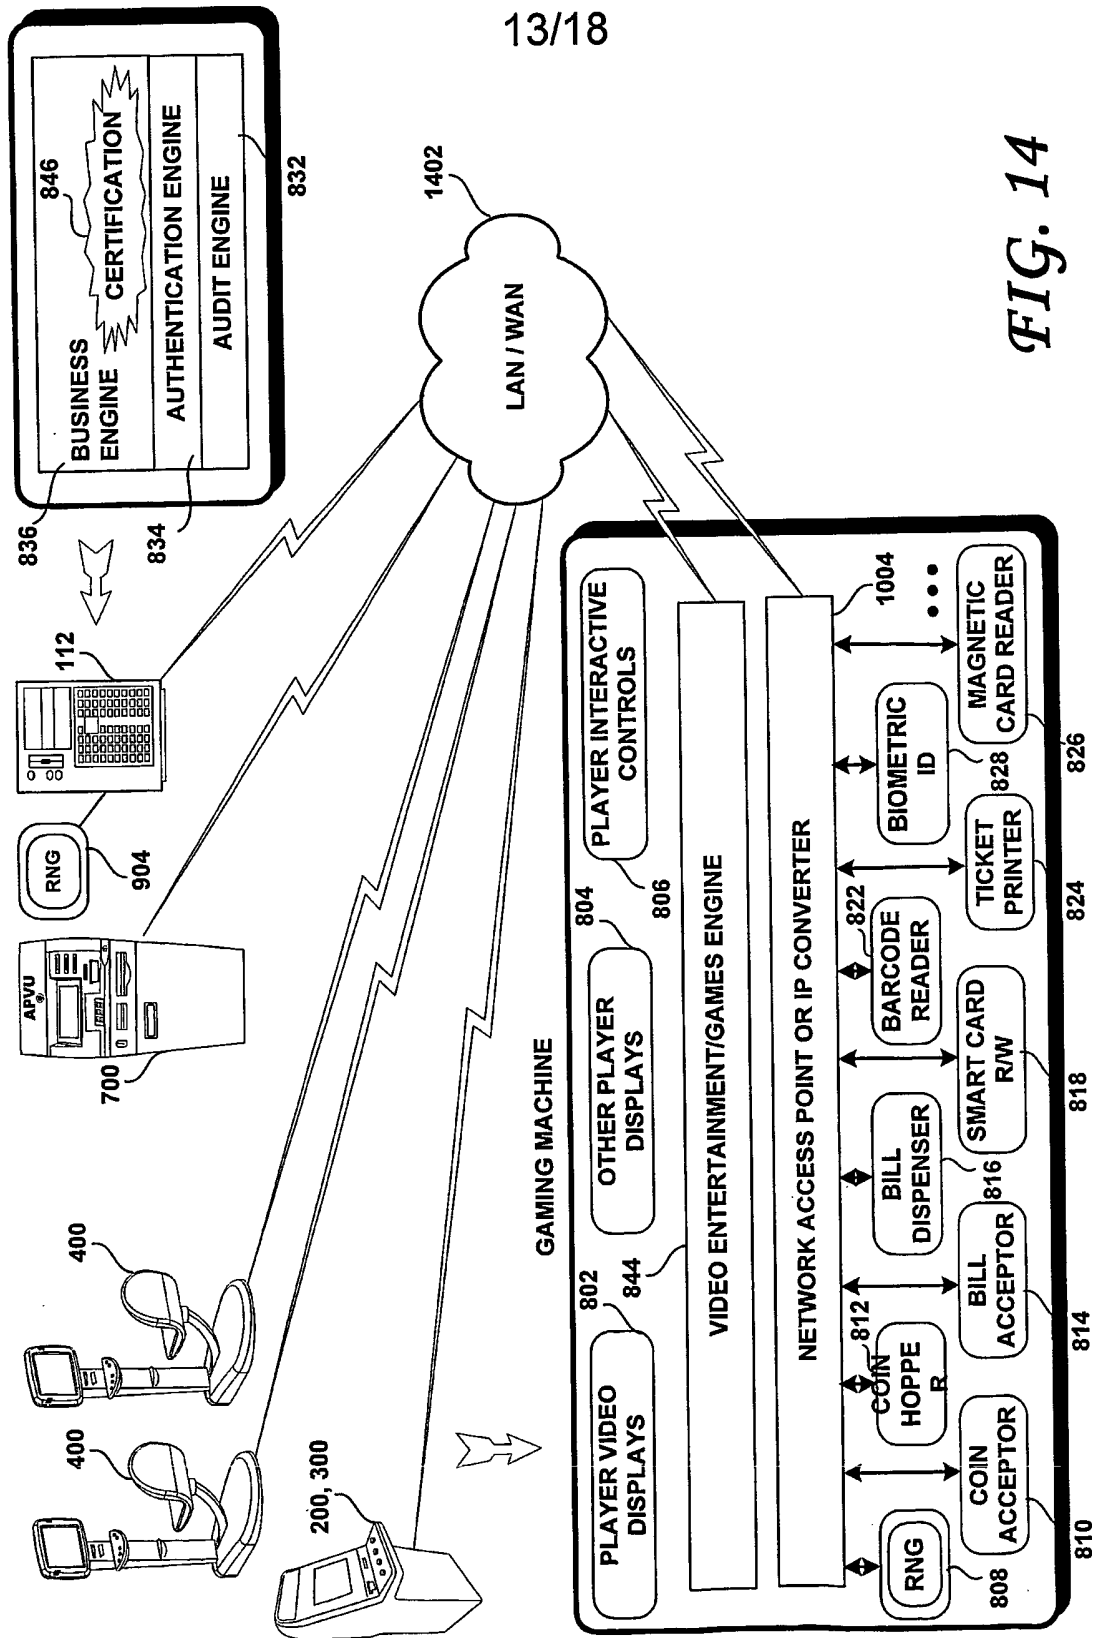 13/18
836
BUSINESS
ENGINE
846
CERTIFICATION
834
AUTHENTICATION ENGINE
AUDIT ENGINE
832
112
RNG
904
APVU
700
400
400
200, 300
LAN / WAN
1402
GAMING MACHINE
PLAYER VIDEO
DISPLAYS
802
OTHER PLAYER
DISPLAYS
804
PLAYER INTERACTIVE
CONTROLS
806
844
VIDEO ENTERTAINMENT/GAMES ENGINE
NETWORK ACCESS POINT OR IP CONVERTER
1004
RNG
808
COIN
ACCEPTOR
810
812
COIN
HOPPE
R
BILL
ACCEPTOR
814
BILL
DISPENSER
816
SMART CARD
R/W
818
822
BARCODE
READER
TICKET
PRINTER
824
BIOMETRIC
ID
828
MAGNETIC
CARD READER
826
FIG. 14